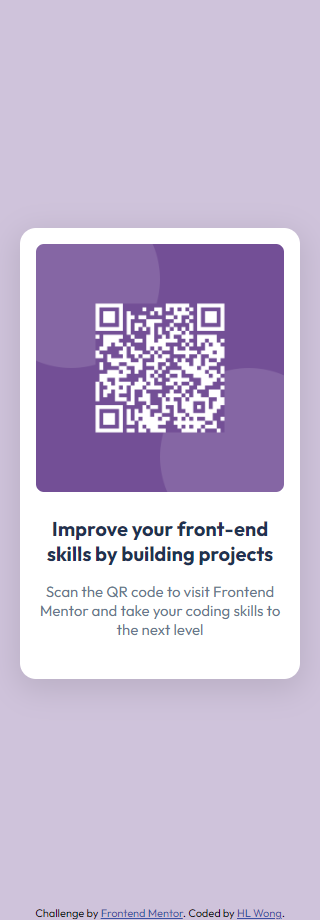 Improve your front-end
skills by building projects
Scan the QR code to visit Frontend
Mentor and take your coding skills to
the next level
Challenge by Frontend Mentor. Coded by HL Wong.